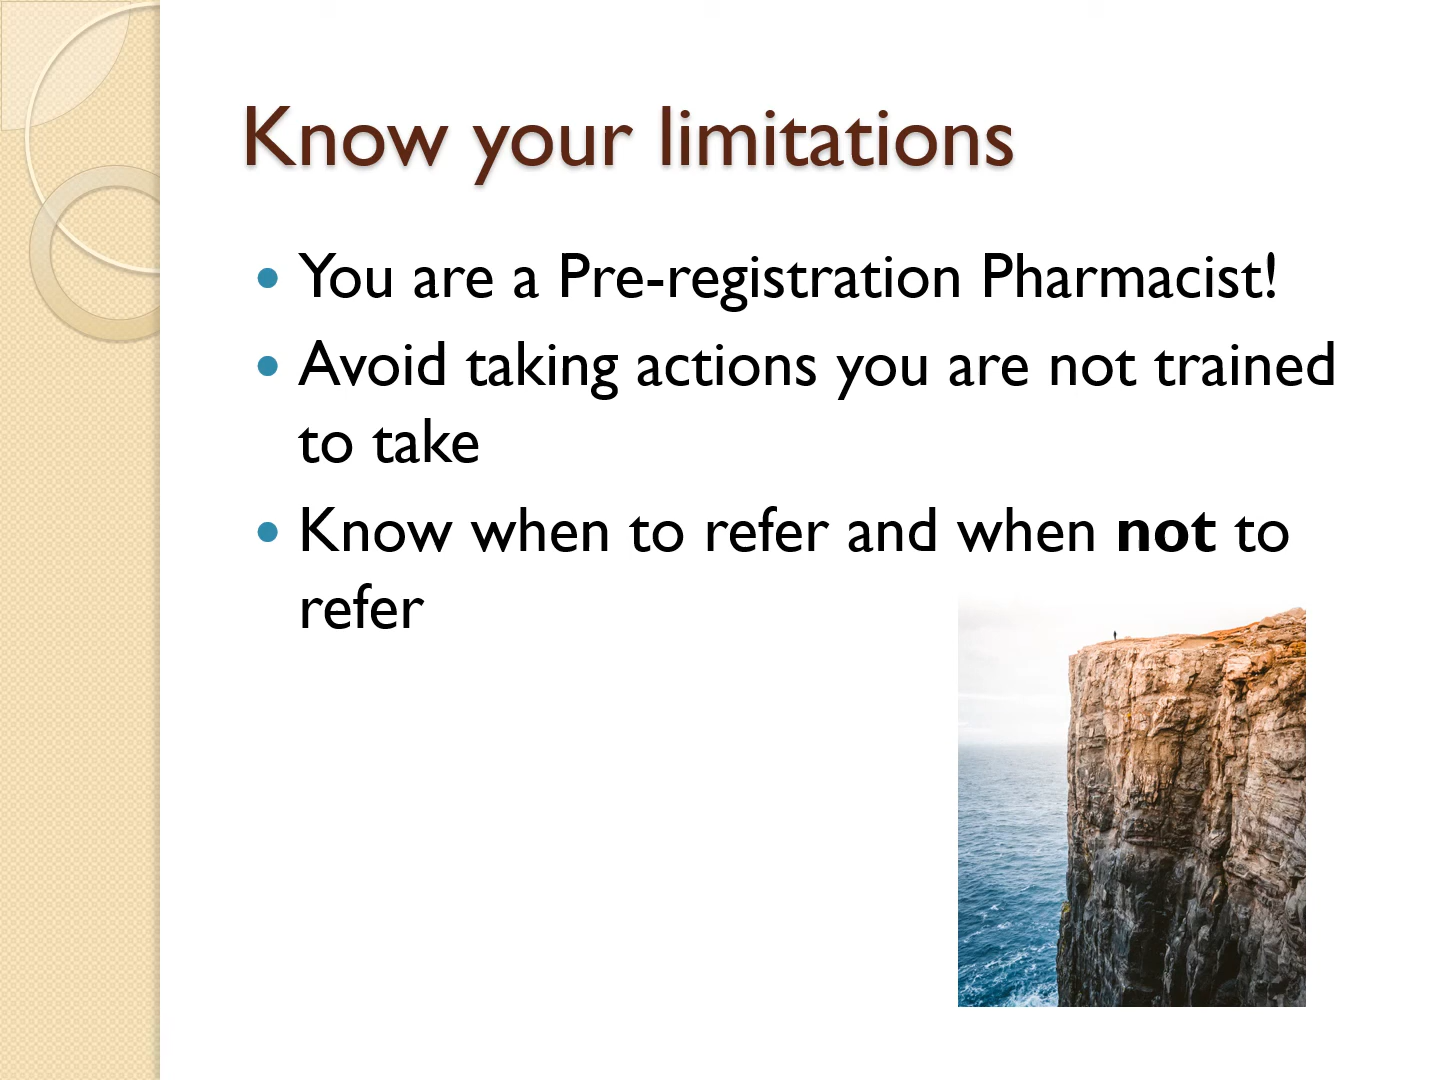 Know your limitations
• You are a Pre-registration Pharmacist!
• Avoid taking actions you are not trained
to take
• Know when to refer and when not to
refer